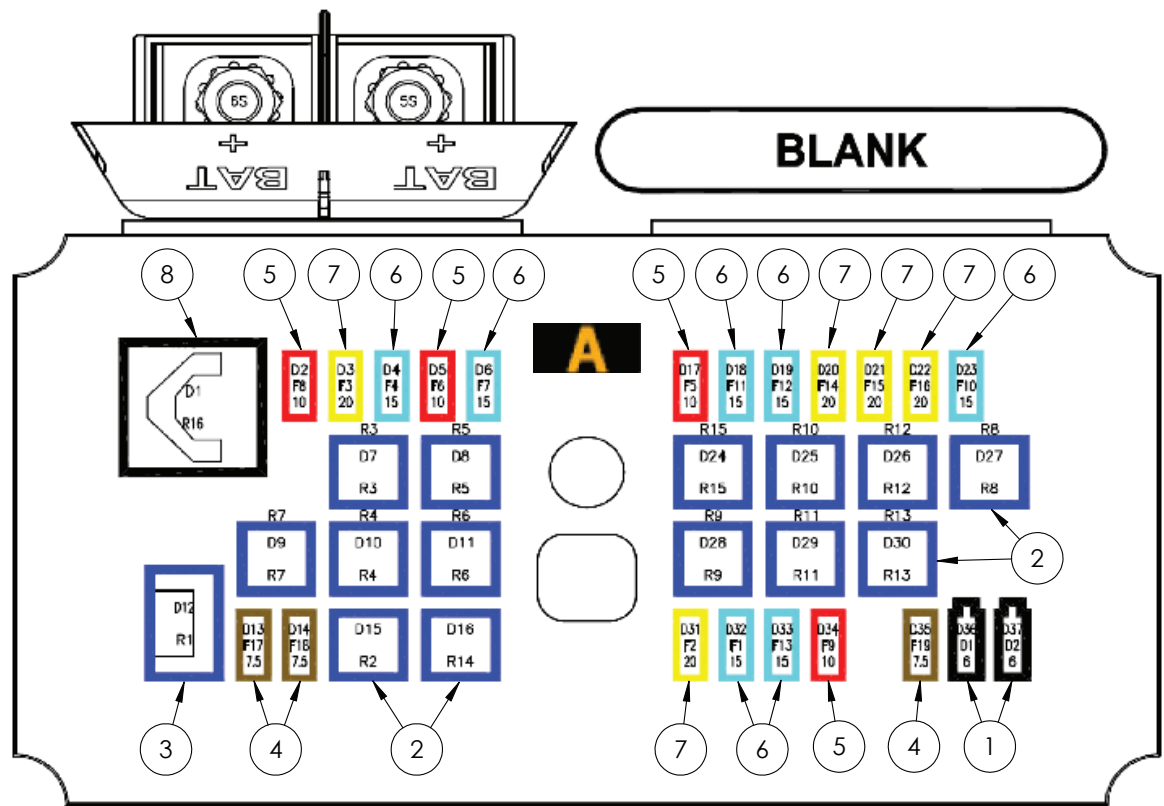 6S 5S
+ +
BAT BAT
BLANK
8 5 7 6 5 6 5 6 6 7 7 7 6
A
D2 D3 D4 D5 D6 D17 D18 D19 D20 D21 D22 D23
F8 F3 F4 F6 F7 F5 F11 F12 F14 F15 F16 F10
10 20 15 10 15 10 15 15 20 20 20 15
D1
R16
R3 R5 R15 R10 R12 R8
D7 D8 D24 D25 D26 D27
R3 R5 R15 R10 R12 R8
R7 R4 R6 R9 R11 R13
D9 D10 D11 D28 D29 D30
R7 R4 R6 R9 R11 R13
2
D12 D13 D14 D15 D16 D31 D32 D33 D34 D35 D36 D37
R1 F17 F18 R2 R14 F2 F1 F13 F9 F19 D1 D2
7.5 7.5 20 15 15 10 7.5 6 6
3 4 2 7 6 5 4 1